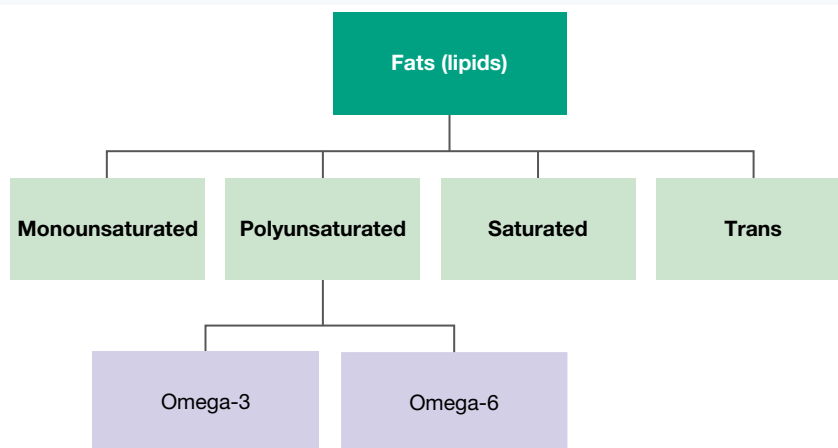 Fats (lipids)
Monounsaturated
Polyunsaturated
Saturated
Trans
Omega-3
Omega-6